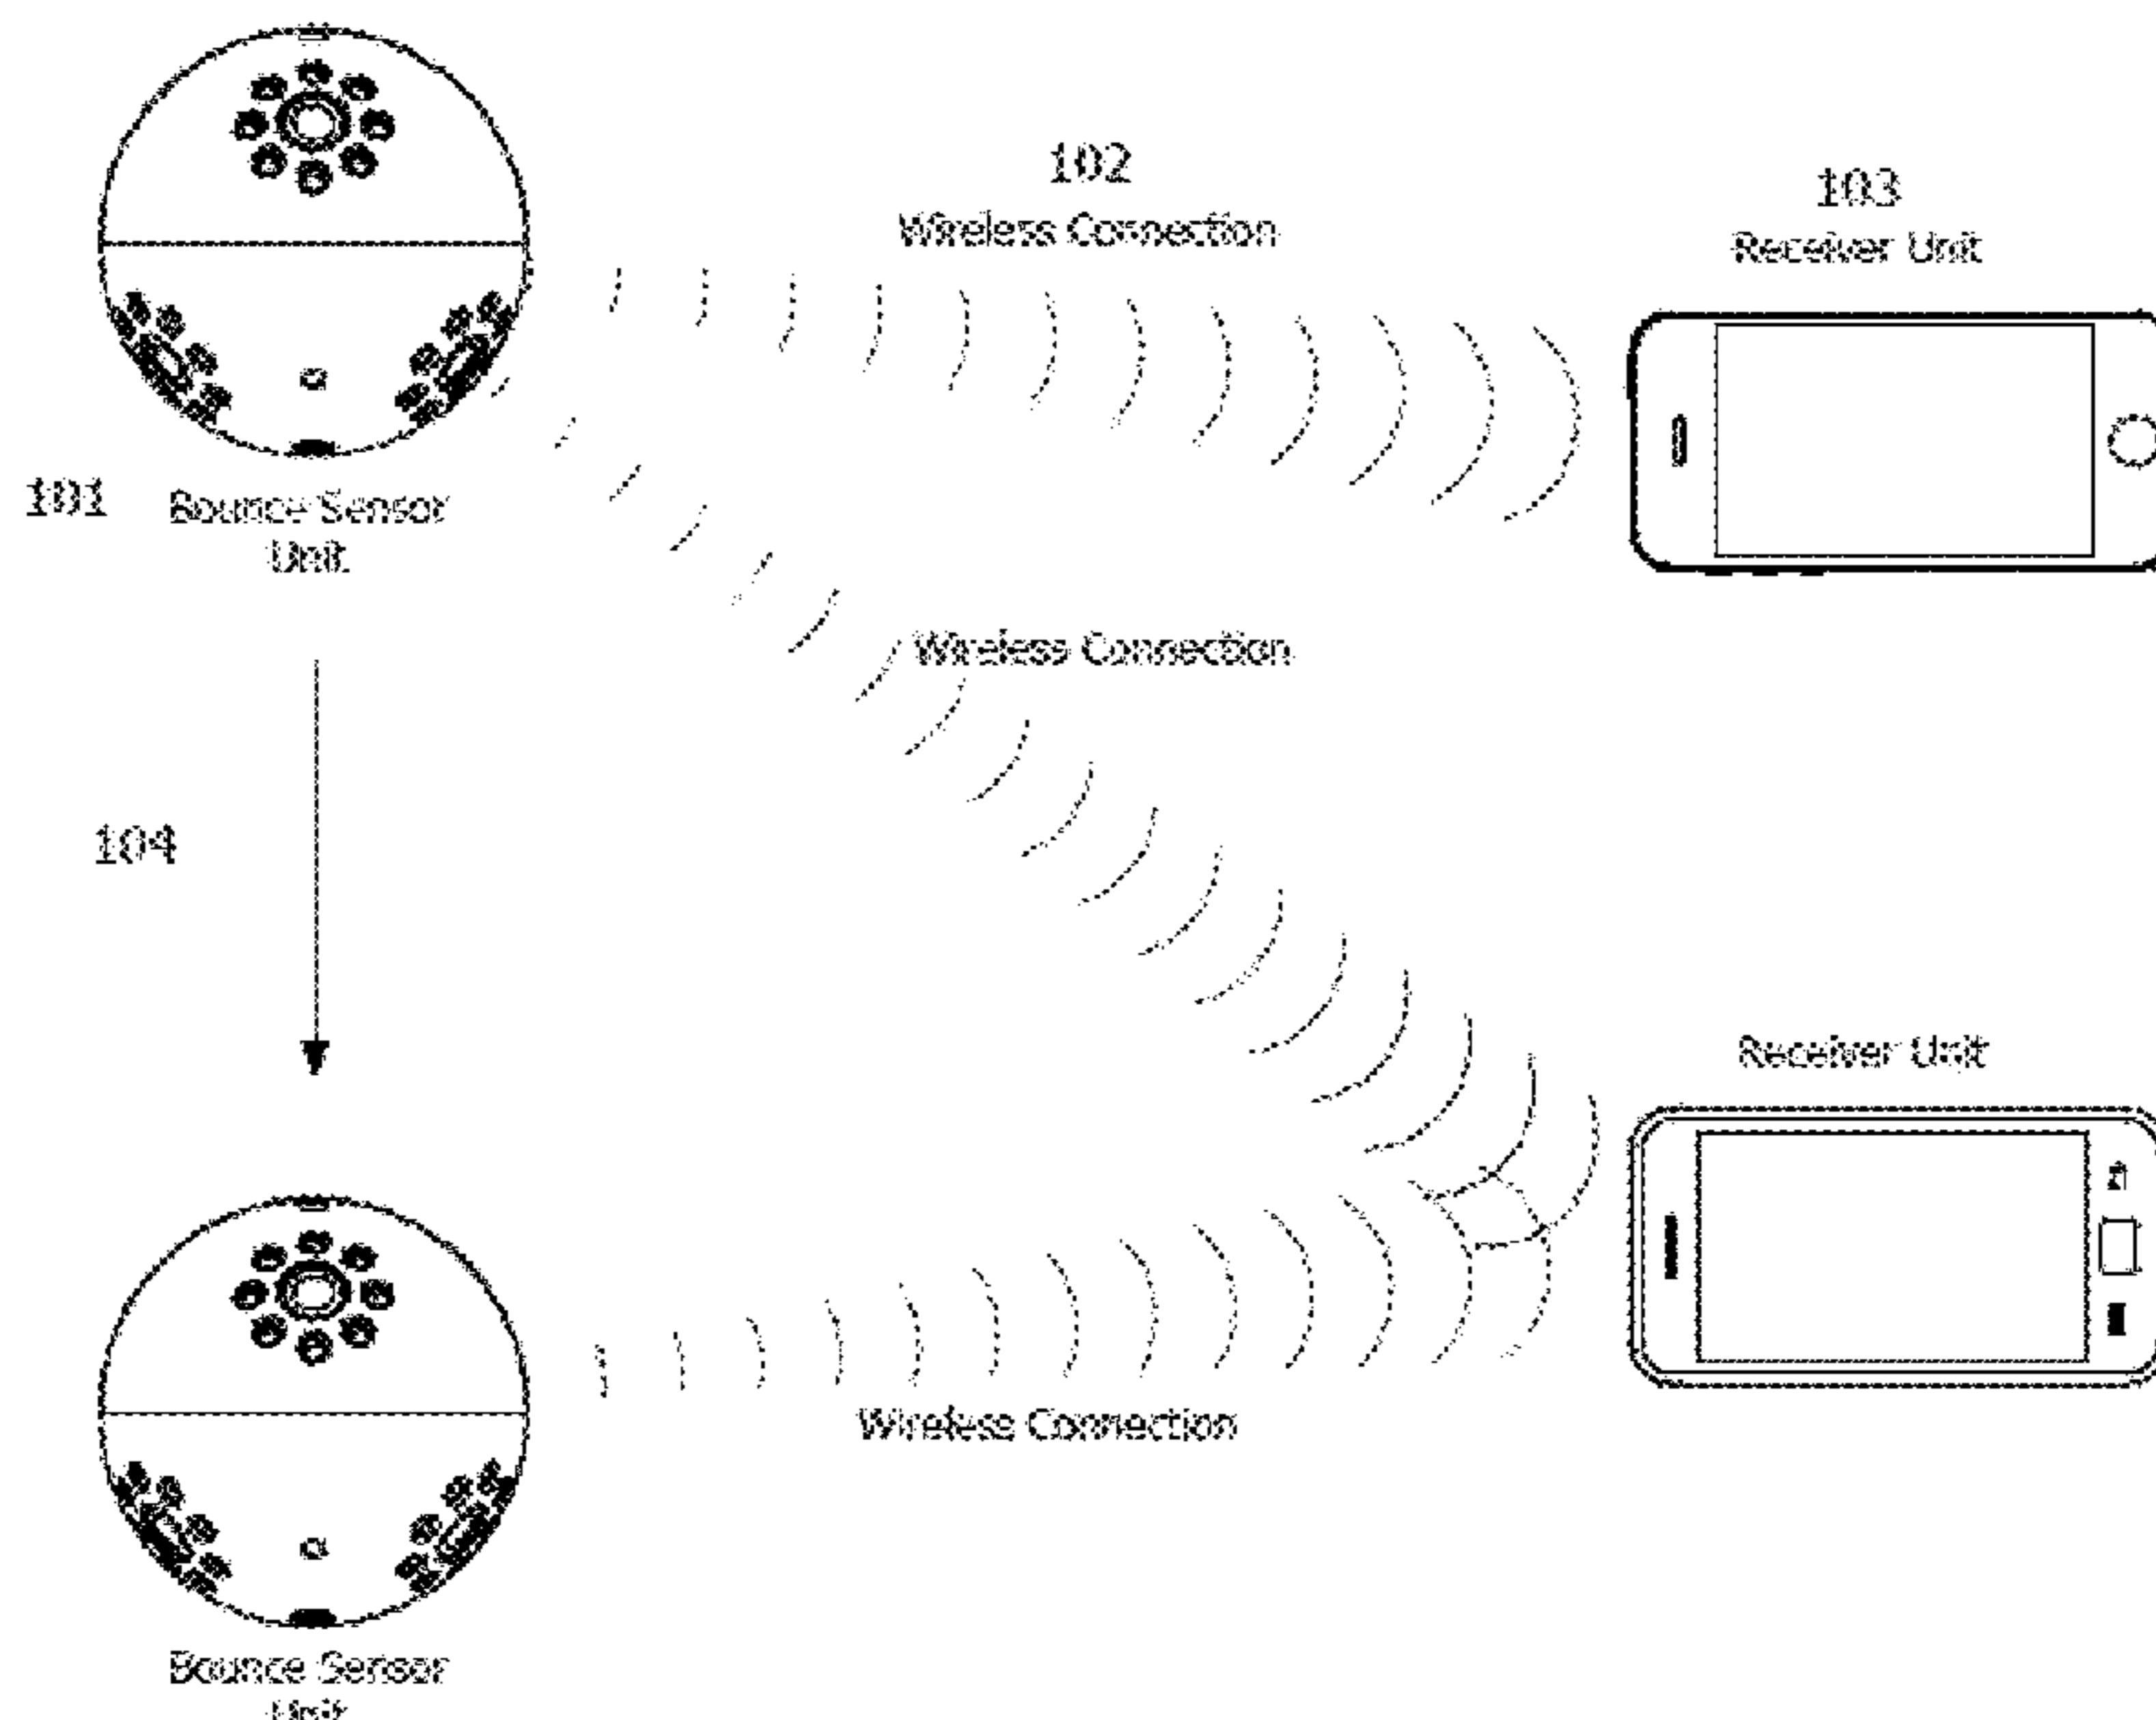 102
Wireless Connection
103
Receiver Unit
101
Bounce Sensor
Unit
Wireless Connection
104
Receiver Unit
Wireless Connection
Bounce Sensor
Unit